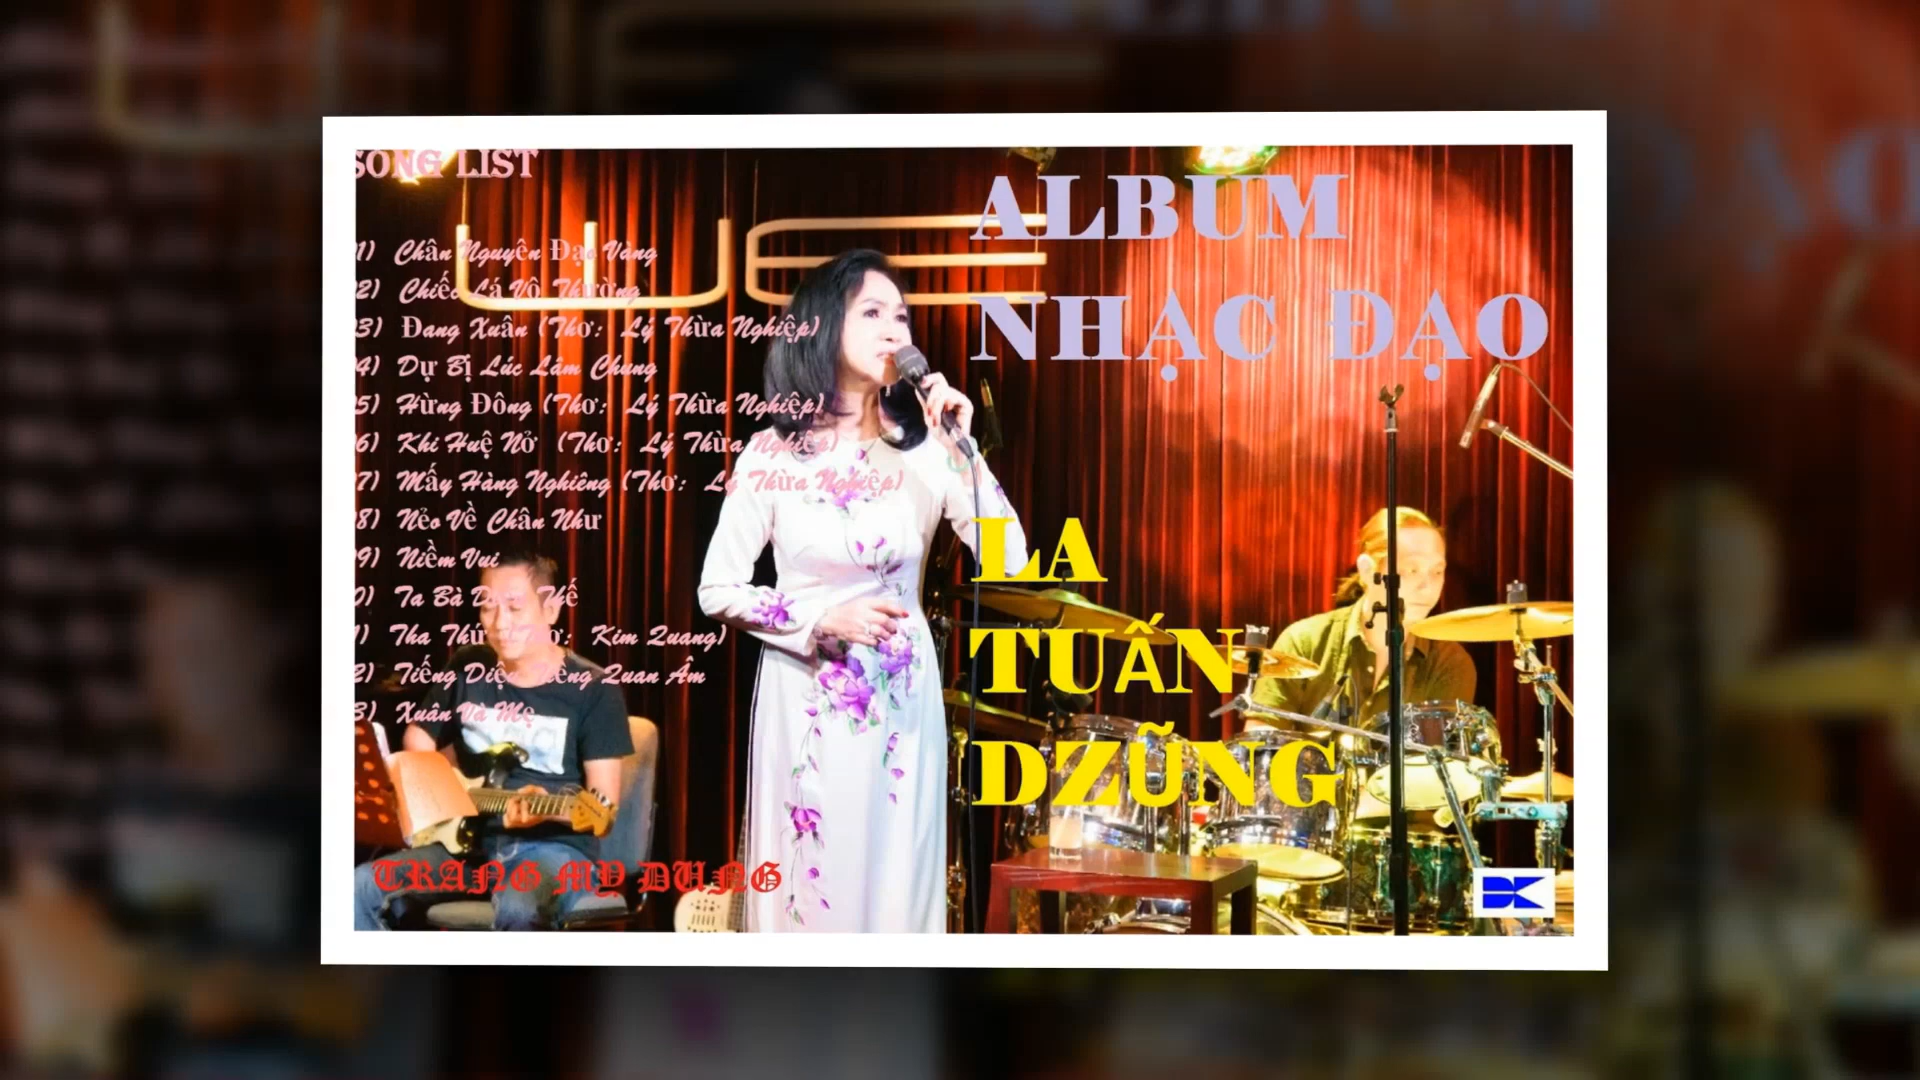 SONG LIST
1) Chân Nguyên Đạo Vàng
2) Chiếc Lá Vô Thường
3) Đang Xuân (Thơ: Lý Thừa Nghiệp)
4) Dự Bị Lúc Lâm Chung
5) Hừng Đông (Thơ: Lý Thừa Nghiệp)
6) Khi Huệ Nở (Thơ: Lý Thừa Nghiệp)
7) Mấy Hàng Nghiêng (Thơ: Lý Thừa Nghiệp)
8) Nẻo Về Chân Như
9) Niềm Vui
0) Ta Bà Thế
1) Tha Thứ Kim Quang)
2) Tiếng Diệu Quan Âm
3) Xuân Và Mẹ
TRANG MY DUNG
ALBUM
NHẠC ĐẠO
LA
TUẤN
DZŨNG